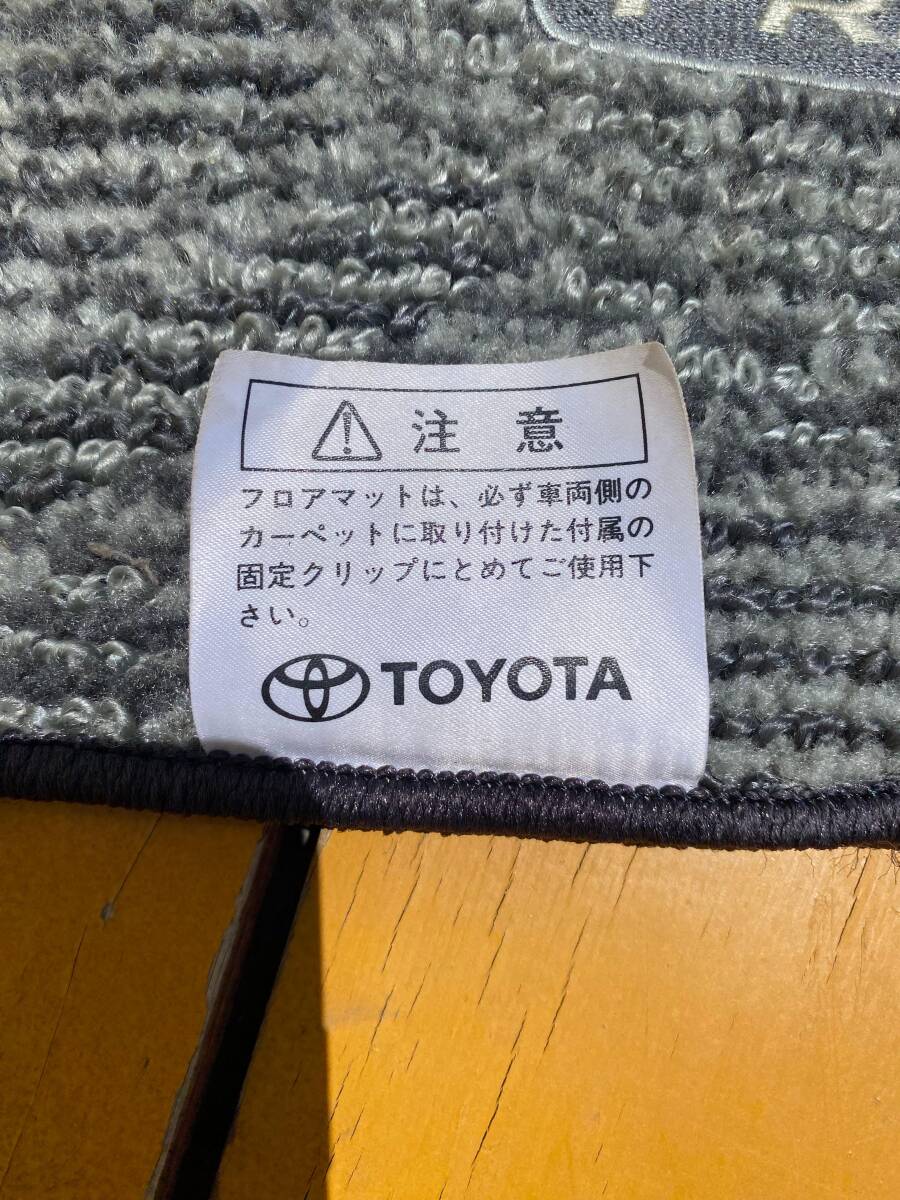 PR
注意
フロアマットは、必ず車両側の
カーペットに取り付けた付属の
固定クリップにとめてご使用下
さい。
TOYOTA